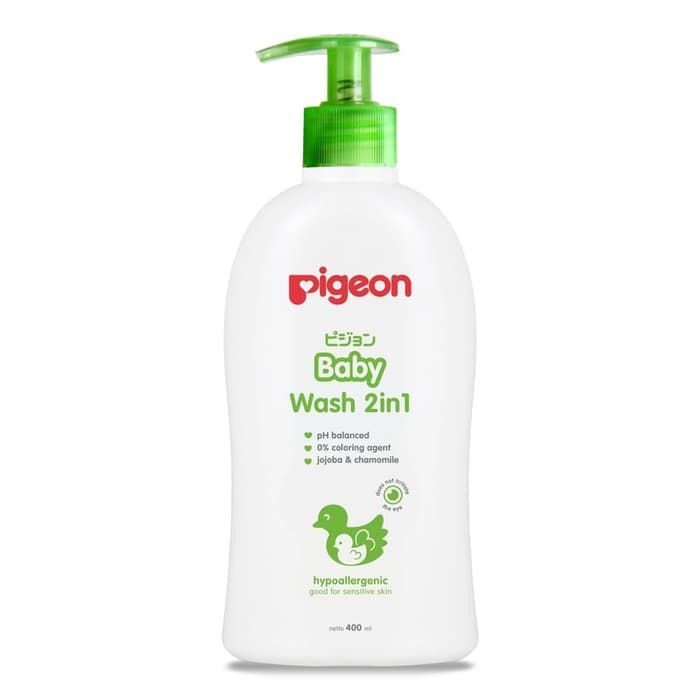 pigeon
ピジョン
Baby
Wash 2in1
pH balanced
0% coloring agent
jojoba & chamomile
does not irritate
the eye
hypoallergenic
good for sensitive skin
netto 400 ml